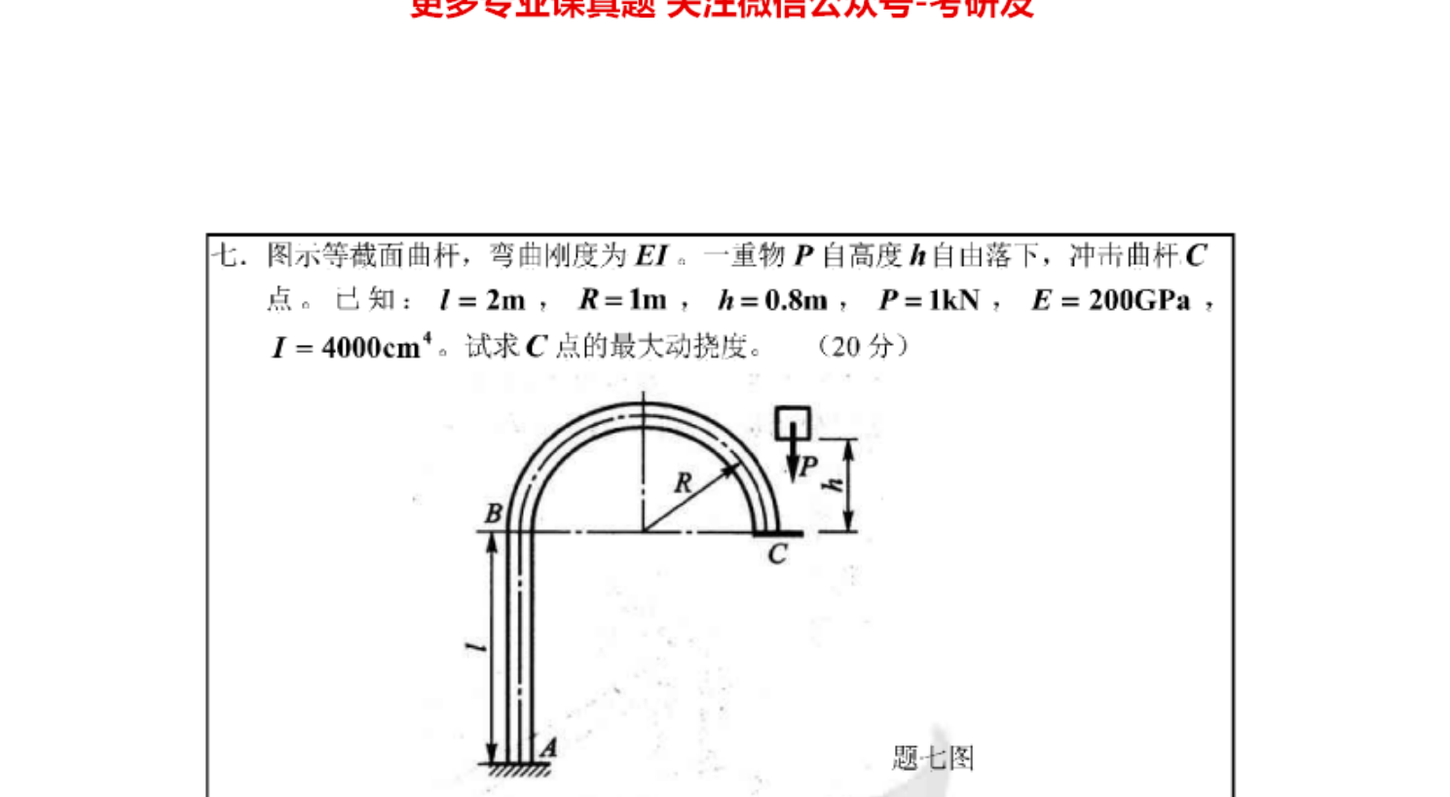 更多专业课真题 关注微信公众号-考研友
七．图示等截面曲杆，弯曲刚度为 EI 。一重物 P 自高度 h 自由落下，冲击曲杆 C
点。已知： l = 2m ， R = 1m ， h = 0.8m ， P = 1kN ， E = 200GPa ，
I = 4000cm⁴ 。试求 C 点的最大动挠度。 （20 分）
P
R
h
B
C
l
A
题七图